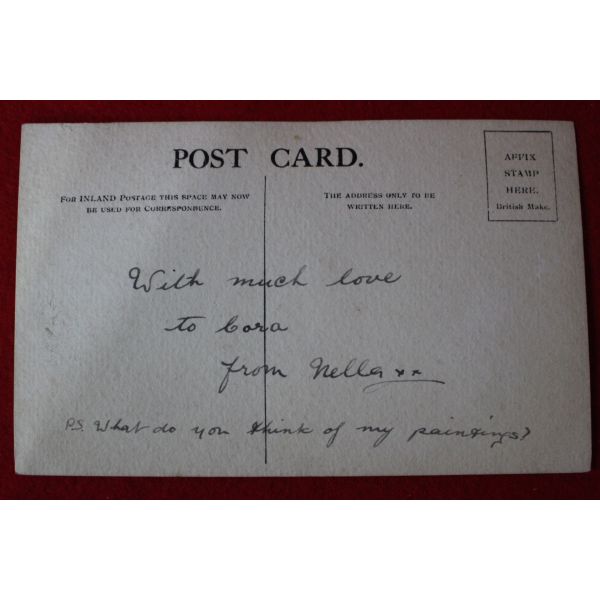 POST CARD.
FOR INLAND POSTAGE THIS SPACE MAY NOW
BE USED FOR CORRESPONDENCE.
THE ADDRESS ONLY TO BE
WRITTEN HERE.
AFFIX
STAMP
HERE.
British Make.
With much love
to Cora
from Nella xx
P.S. What do you think of my paintings?